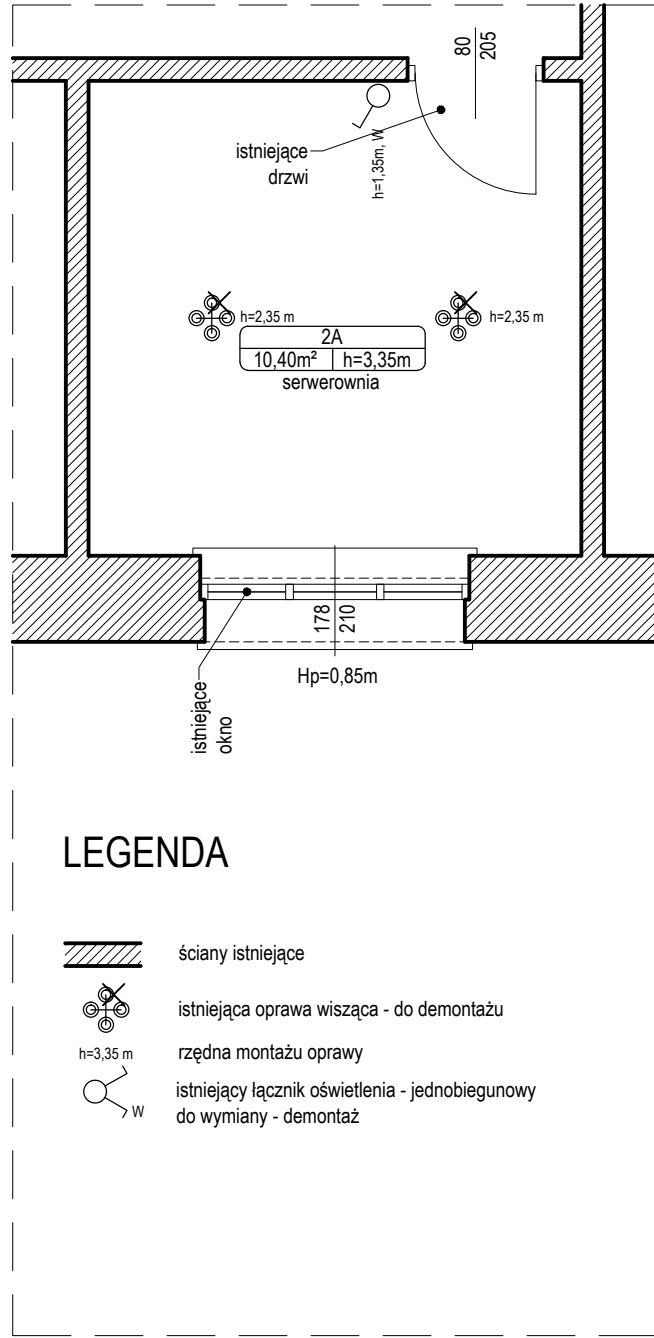 80
205
istniejące
drzwi
h=1,35m, W
h=2,35 m
h=2,35 m
2A
10,40m² h=3,35m
serwerownia
178
210
Hp=0,85m
istniejące
okno
LEGENDA
ściany istniejące
istniejąca oprawa wisząca - do demontażu
h=3,35 m rzędna montażu oprawy
W
istniejący łącznik oświetlenia - jednobiegunowy
do wymiany - demontaż